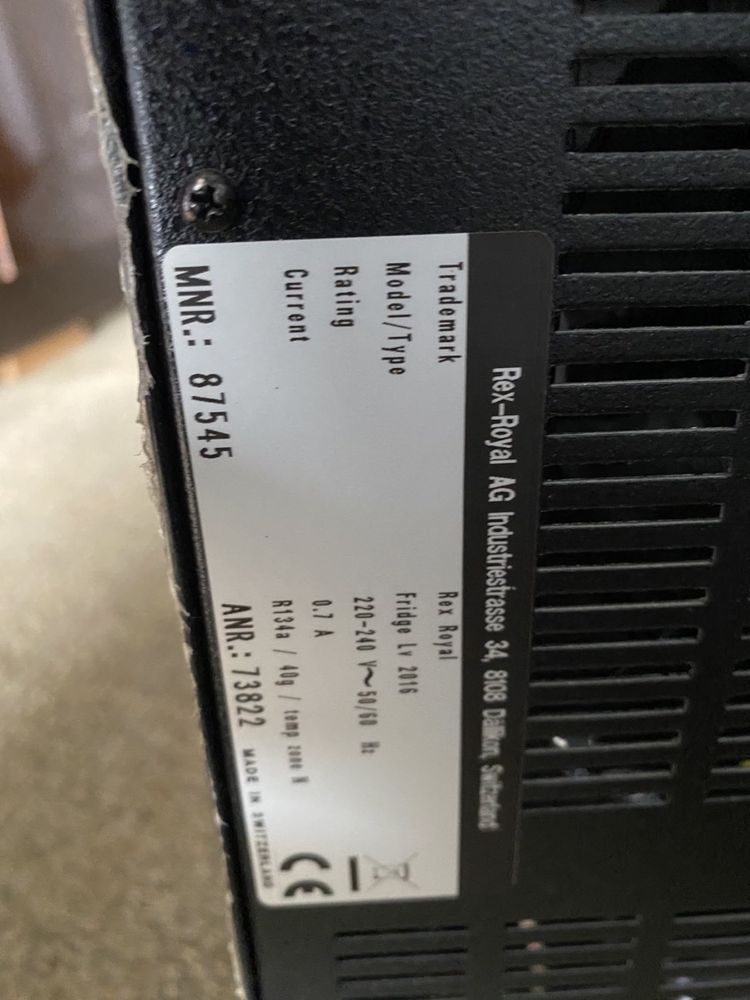 Rex-Royal AG Industriestrasse 34, 8108 Dällikon, Switzerland
Trademark Rex Royal
Model/Type Fridge Lv 2016
Rating 220-240 V~50/60 Hz
Current 0.7 A
R134a / 40g / temp zone N
MNR.: 87545 ANR.: 73822 MADE IN SWITZERLAND
CE